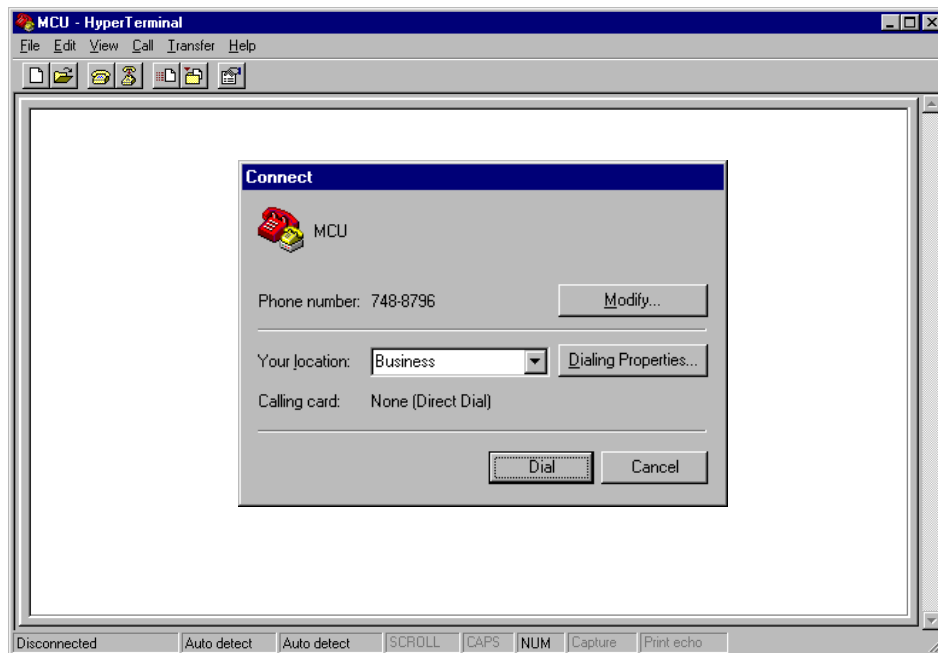 MCU - HyperTerminal
File Edit View Call Transfer Help
Connect
MCU
Phone number: 748-8796 Modify...
Your location: Business Dialing Properties...
Calling card: None (Direct Dial)
Dial Cancel
Disconnected Auto detect Auto detect SCROLL CAPS NUM Capture Print echo